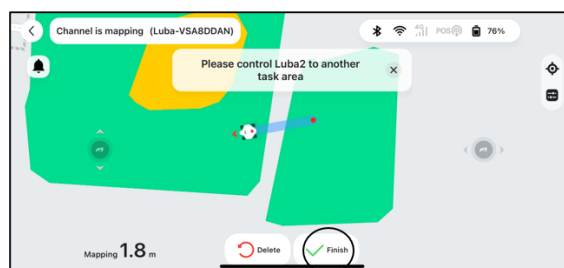 Channel is mapping (Luba-VSA8DDAN)
4G
POS
76%
Please control Luba2 to another
task area
Mapping 1.8 m
Delete
Finish